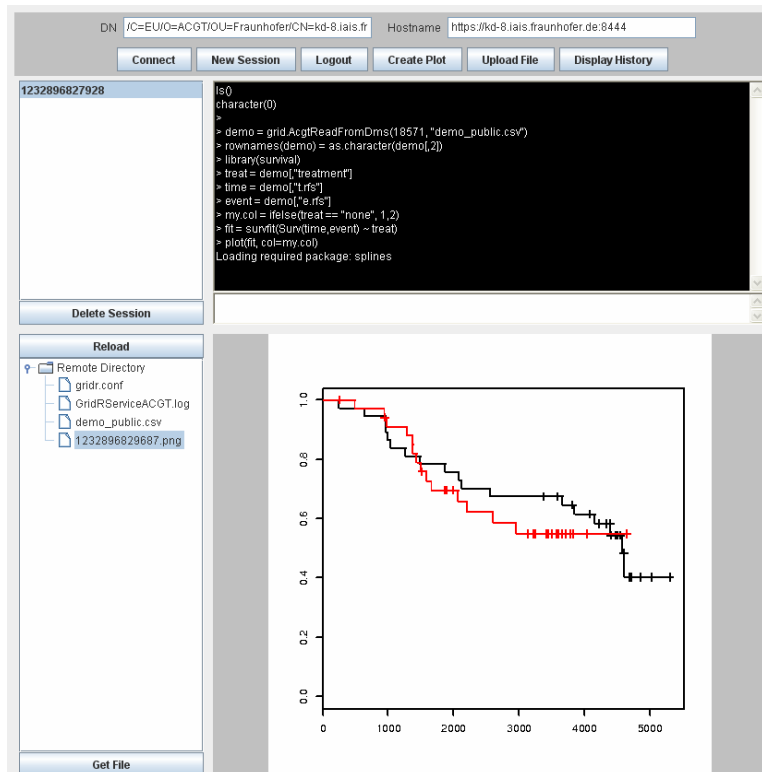 DN /C=EU/O=ACGT/OU=Fraunhofer/CN=kd-8.iais.fr Hostname https://kd-8.iais.fraunhofer.de:8444
Connect New Session Logout Create Plot Upload File Display History
1232896827928
ls()
character(0)
>
> demo = grid.AcgtReadFromDms(18571, "demo_public.csv")
> rownames(demo) = as.character(demo[,2])
> library(survival)
> treat = demo[,"treatment"]
> time = demo[,"t.rfs"]
> event = demo[,"e.rfs"]
> my.col = ifelse(treat == "none", 1,2)
> fit = survfit(Surv(time,event) ~ treat)
> plot(fit, col=my.col)
Loading required package: splines
Delete Session
Reload
Remote Directory
gridr.conf
GridRServiceACGT.log
demo_public.csv
1232896829687.png
Get File
1.0
0.8
0.6
0.4
0.2
0.0
0 1000 2000 3000 4000 5000